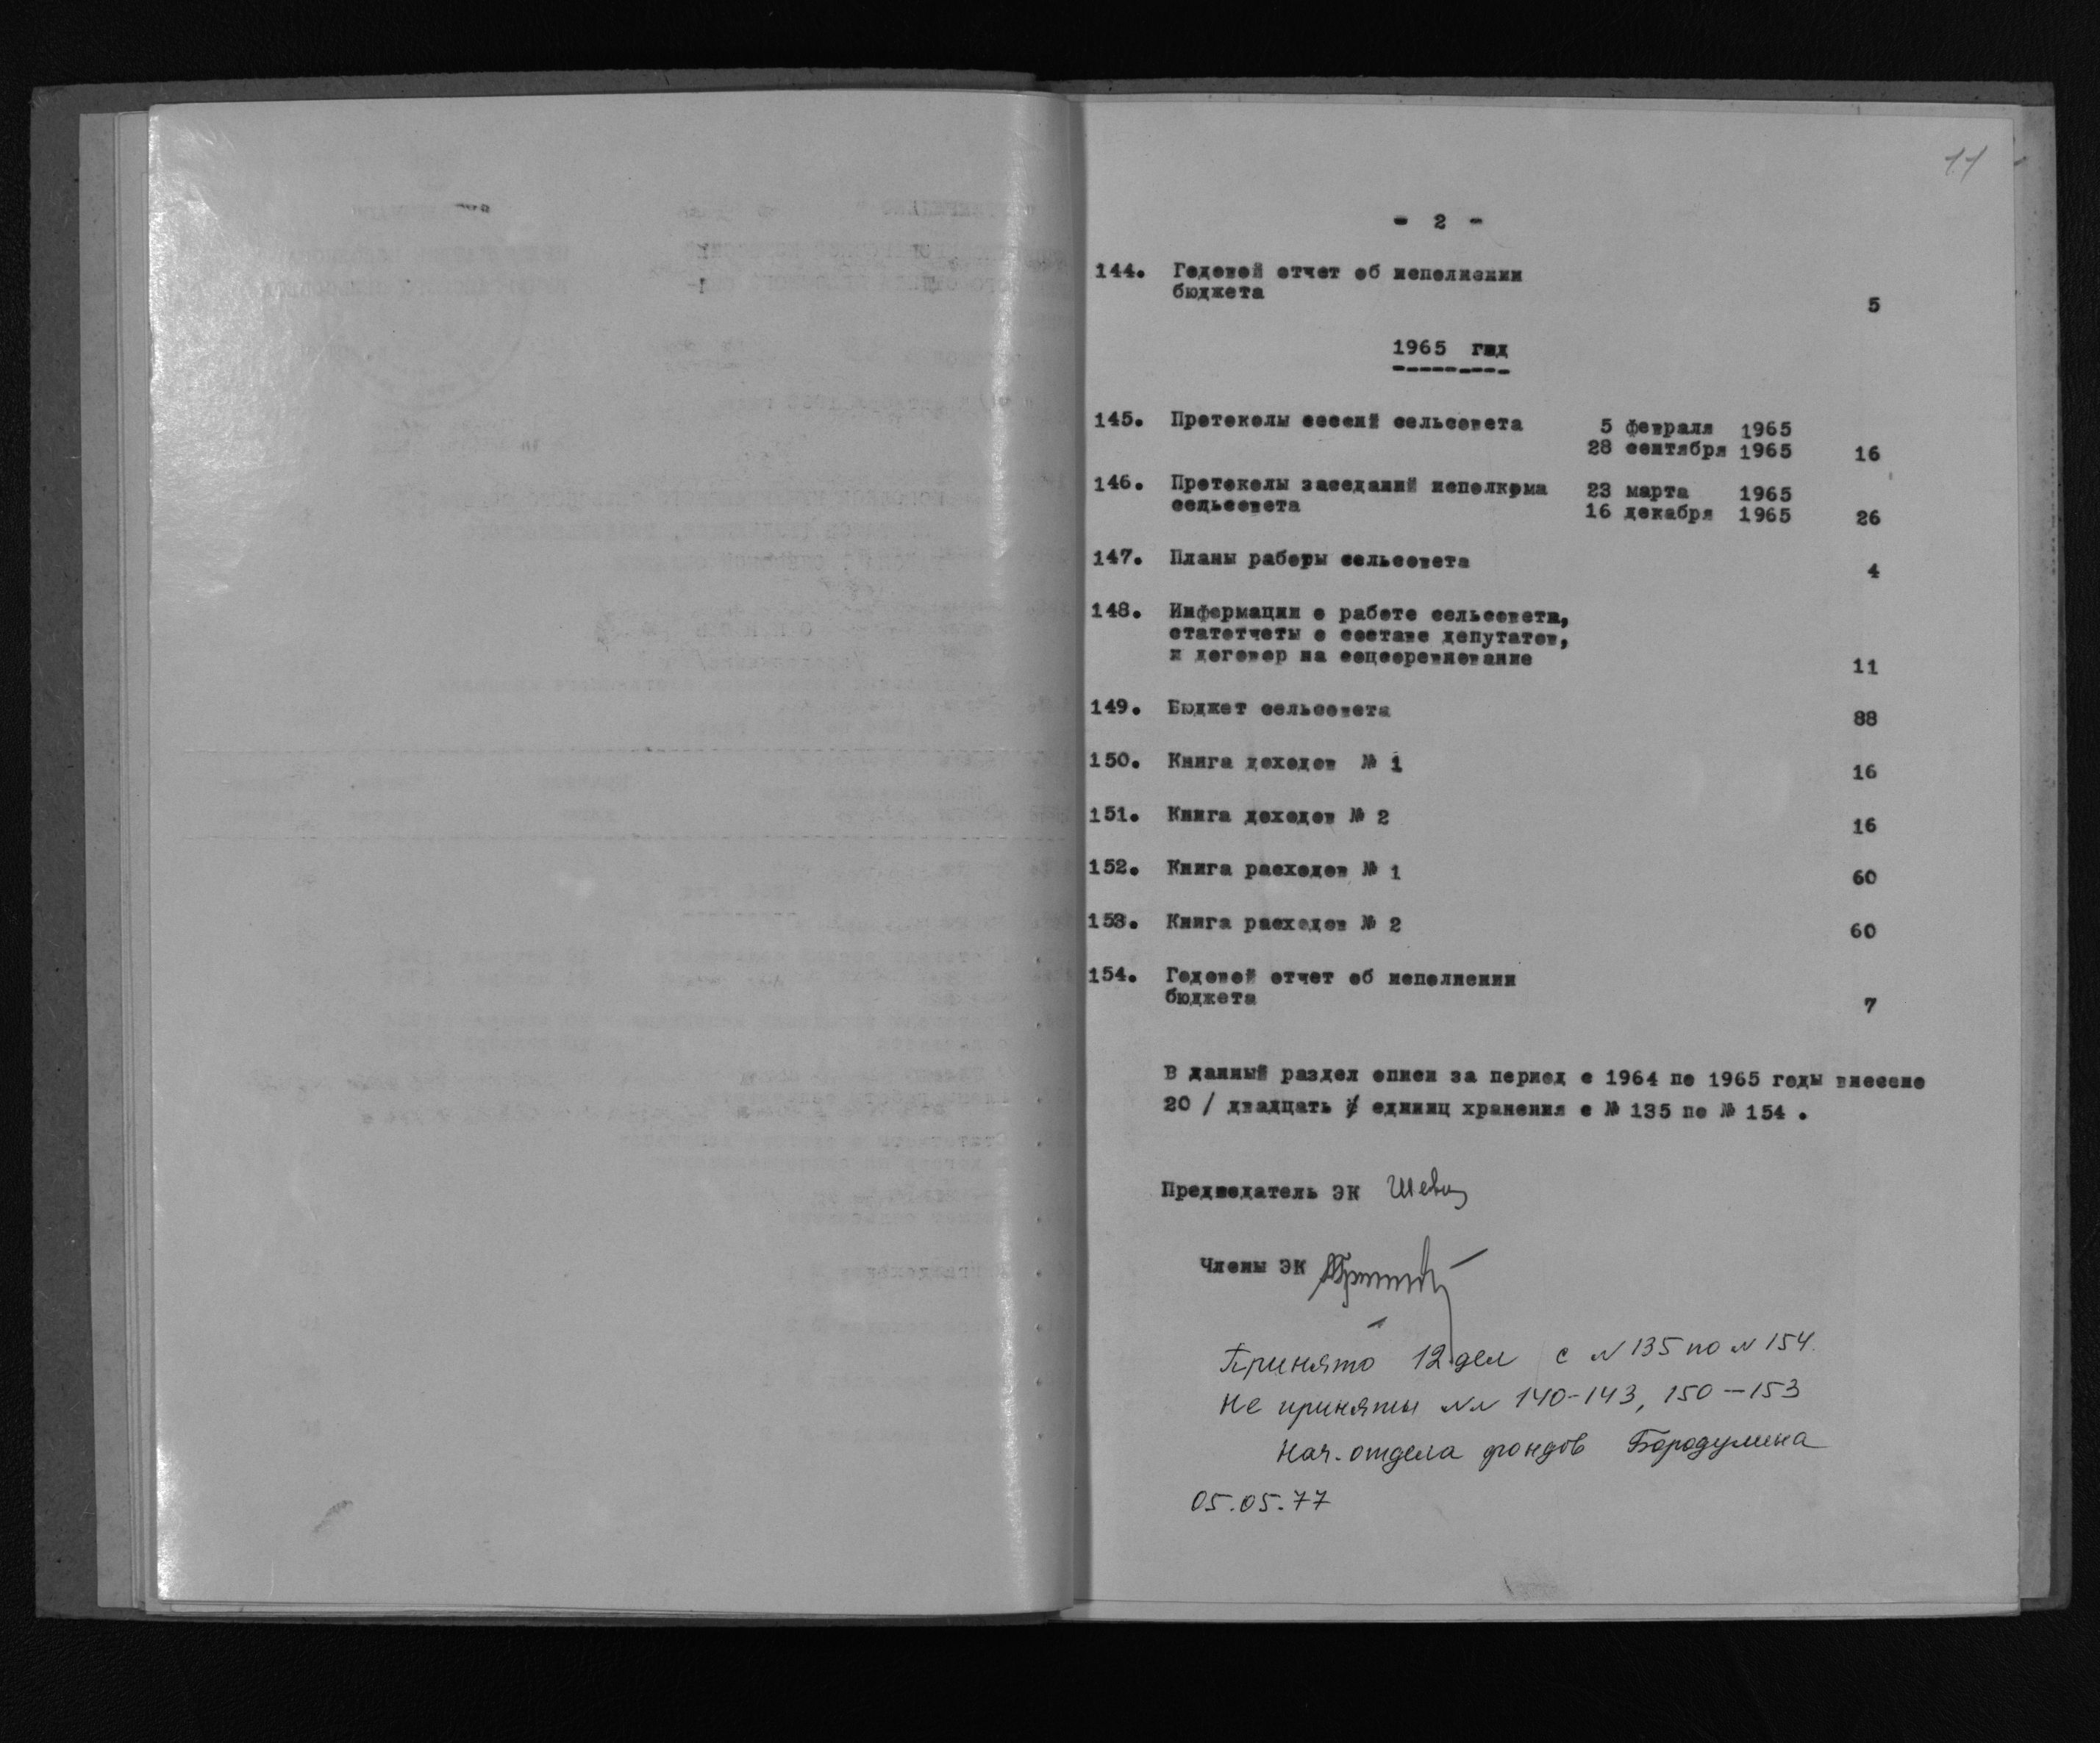 11
- 2 -
144. Годовой отчет об исполнении
бюджета 5
1965 год
145. Протоколы сессий сельсовета 5 февраля 1965
28 сентября 1965 16
146. Протоколы заседаний исполкома 23 марта 1965
сельсовета 16 декабря 1965 26
147. Планы раборы сельсовета 4
148. Информации о работе сельсовета,
статотчеты о составе депутатов,
и договор на соцсоревнование 11
149. Бюджет сельсовета 88
150. Книга доходов № 1 16
151. Книга доходов № 2 16
152. Книга расходов № 1 60
153. Книга расходов № 2 60
154. Годовой отчет об исполнении
бюджета 7
В данный раздел описи за период с 1964 по 1965 годы внесено
20 / двадцать / единиц хранения с № 135 по № 154 .
Председатель ЭК
Члены ЭК
Принято 12 дел с N 135 по N 154.
Не приняты NN 140-143, 150-153
Нач. отдела фондов Бородулина
05.05.77